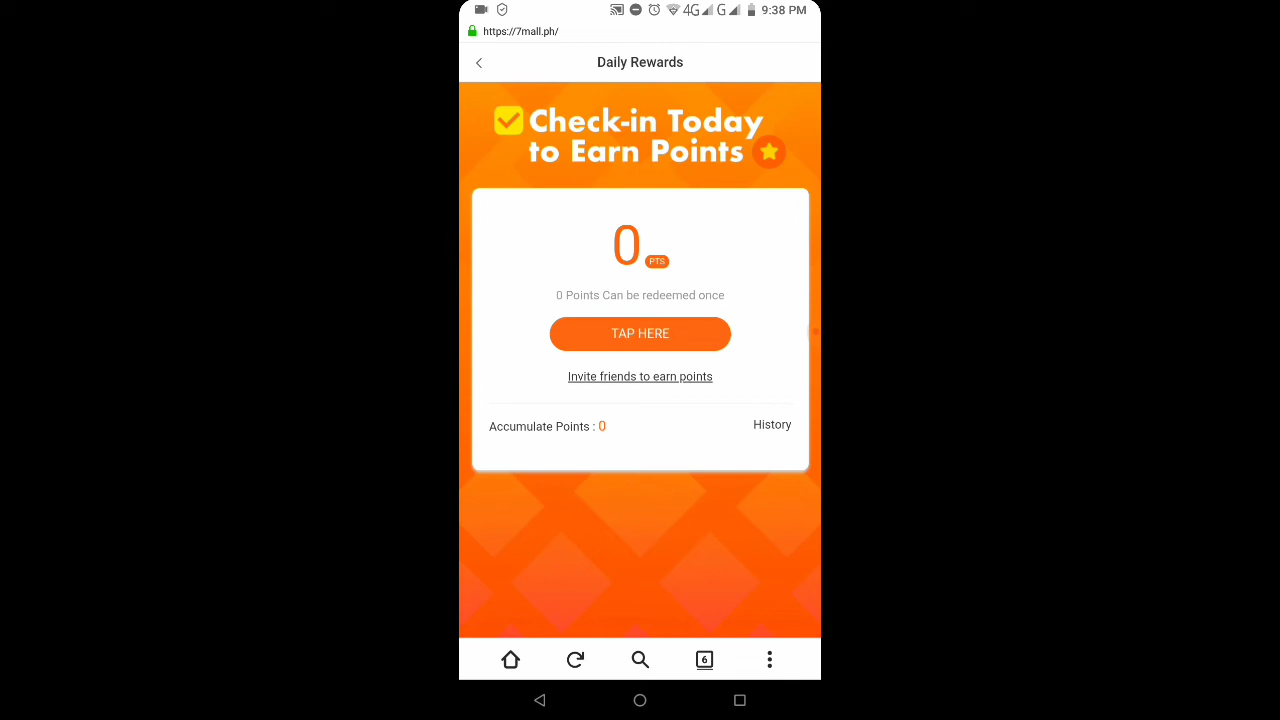 4G G 9:38 PM
https://7mall.ph/
Daily Rewards
Check-in Today
to Earn Points
0 PTS
0 Points Can be redeemed once
TAP HERE
Invite friends to earn points
Accumulate Points : 0 History
6